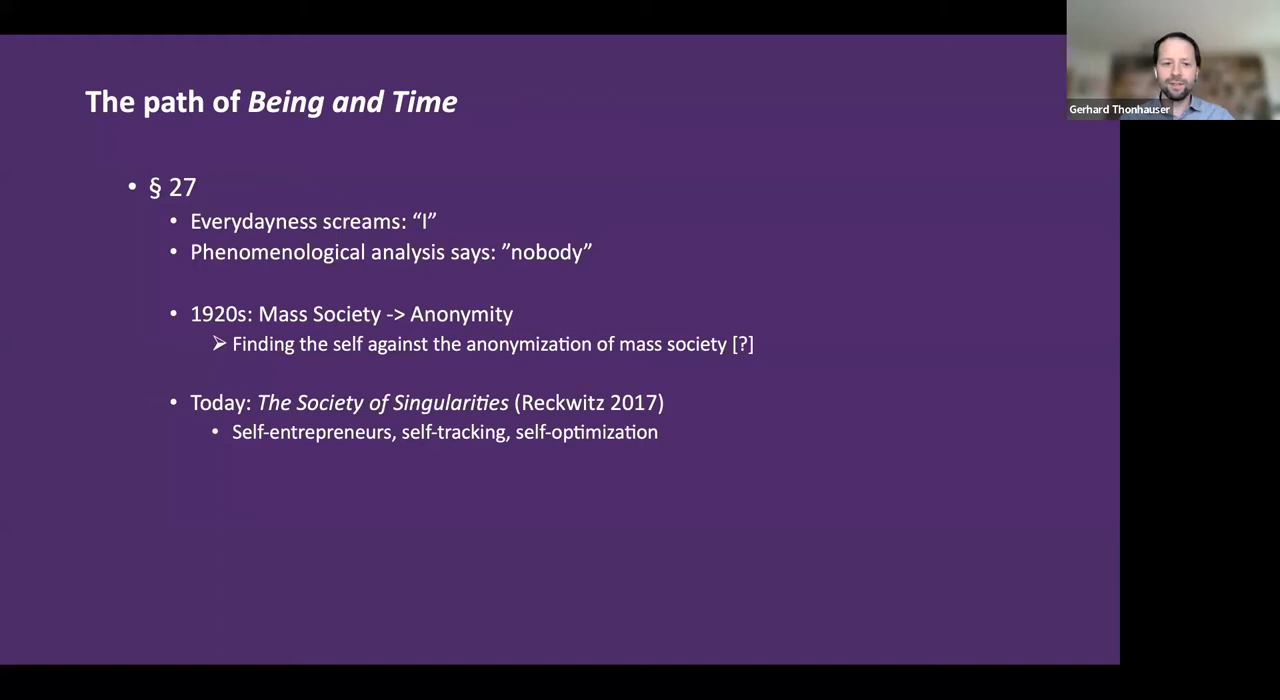 The path of Being and Time
• § 27
• Everydayness screams: “I”
• Phenomenological analysis says: ”nobody”
• 1920s: Mass Society -> Anonymity
➢ Finding the self against the anonymization of mass society [?]
• Today: The Society of Singularities (Reckwitz 2017)
• Self-entrepreneurs, self-tracking, self-optimization
Gerhard Thonhauser